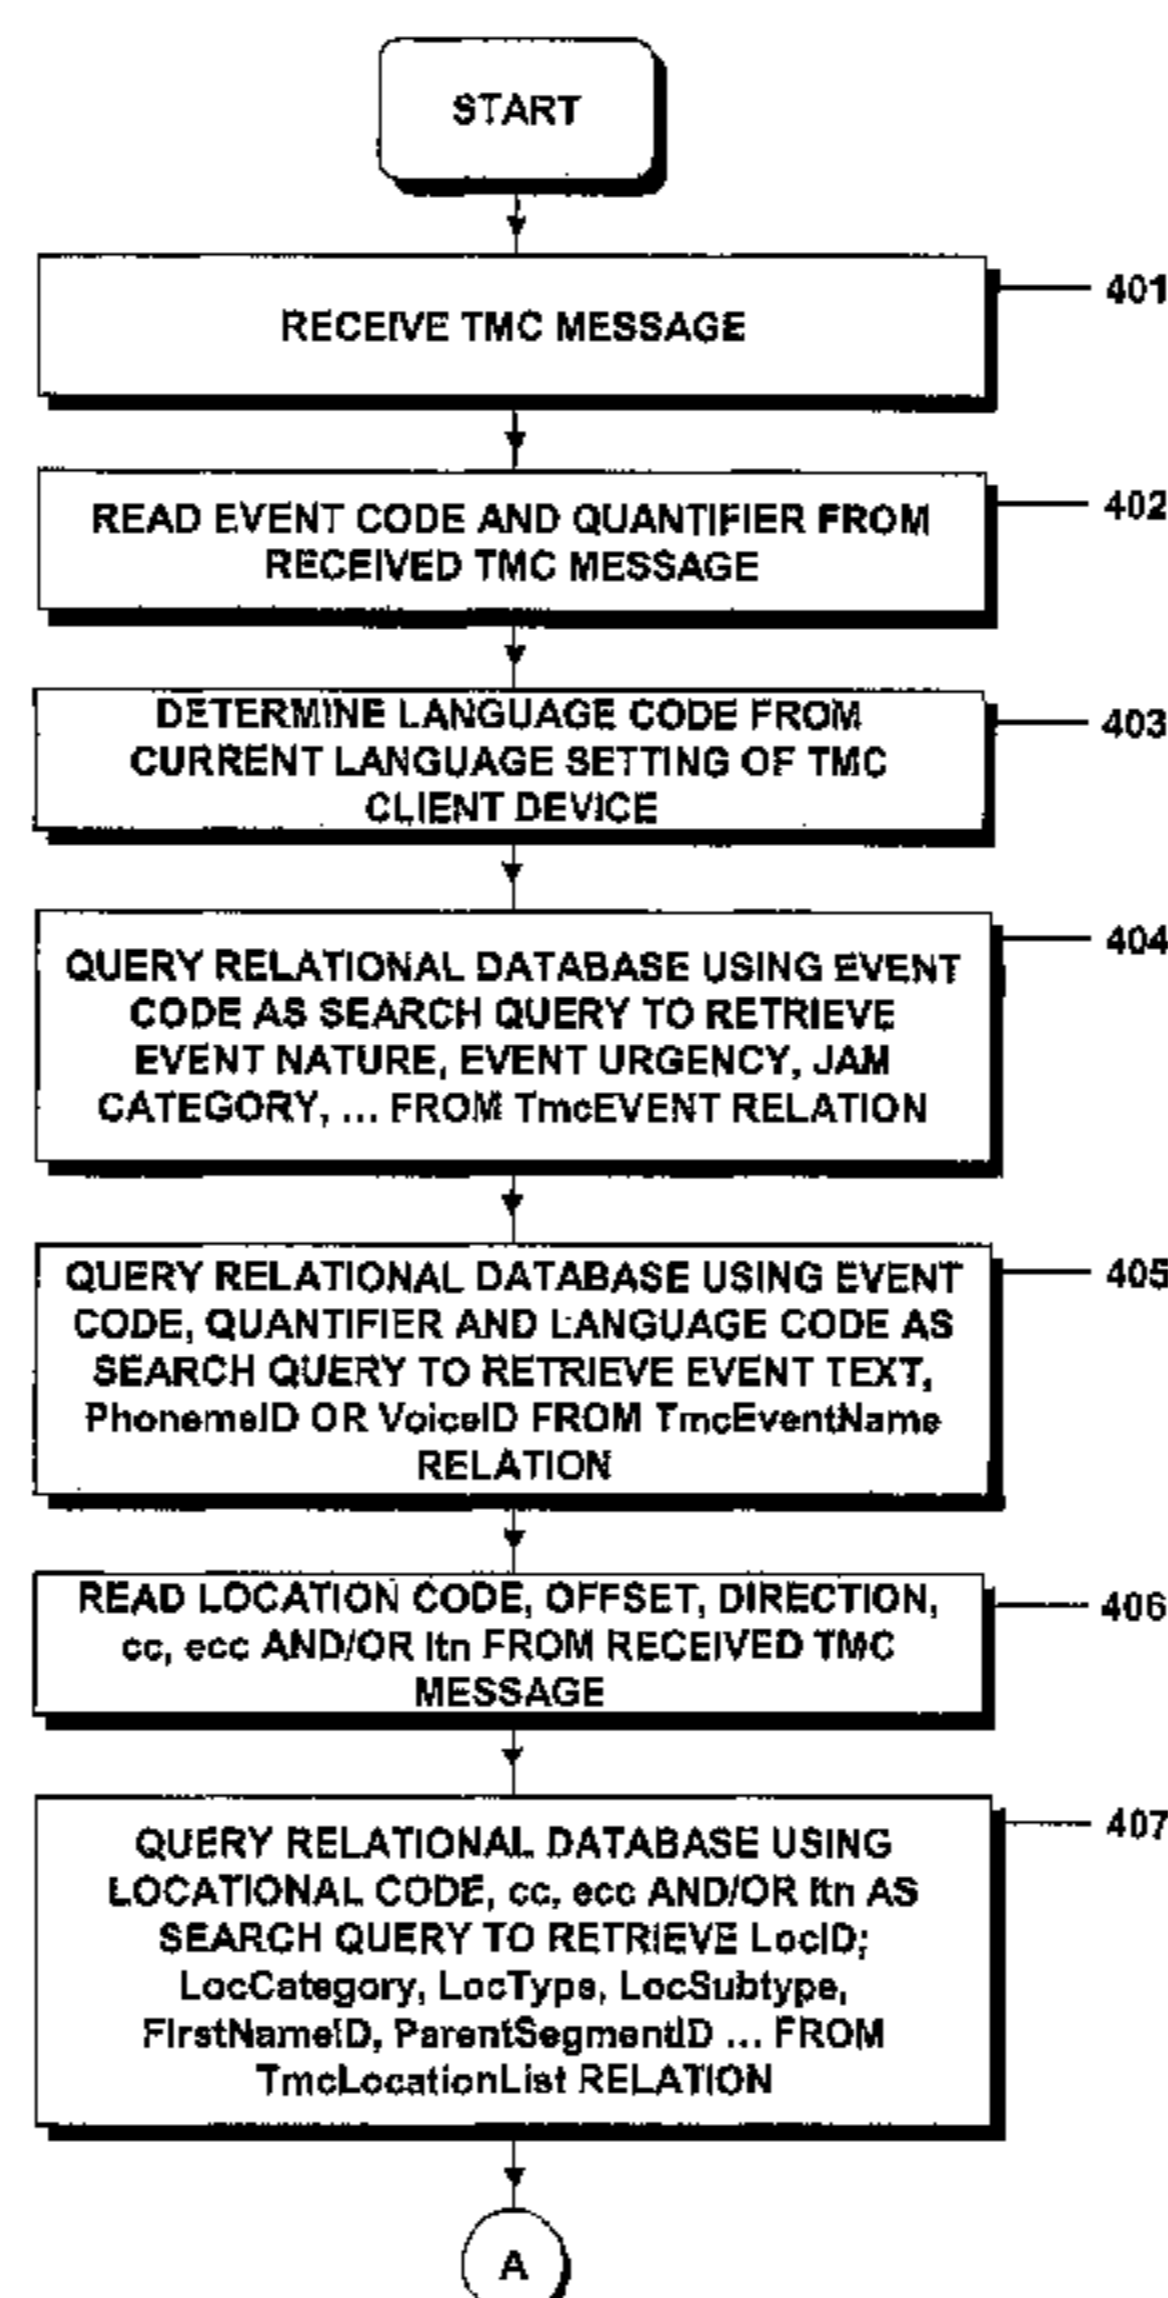 START
RECEIVE TMC MESSAGE
401
READ EVENT CODE AND QUANTIFIER FROM
RECEIVED TMC MESSAGE
402
DETERMINE LANGUAGE CODE FROM
CURRENT LANGUAGE SETTING OF TMC
CLIENT DEVICE
403
QUERY RELATIONAL DATABASE USING EVENT
CODE AS SEARCH QUERY TO RETRIEVE
EVENT NATURE, EVENT URGENCY, JAM
CATEGORY, ... FROM TmcEVENT RELATION
404
QUERY RELATIONAL DATABASE USING EVENT
CODE, QUANTIFIER AND LANGUAGE CODE AS
SEARCH QUERY TO RETRIEVE EVENT TEXT,
PhonemeID OR VoiceID FROM TmcEventName
RELATION
405
READ LOCATION CODE, OFFSET, DIRECTION,
cc, ecc AND/OR ltn FROM RECEIVED TMC
MESSAGE
406
QUERY RELATIONAL DATABASE USING
LOCATIONAL CODE, cc, ecc AND/OR ltn AS
SEARCH QUERY TO RETRIEVE LocID;
LocCategory, LocType, LocSubtype,
FirstNameID, ParentSegmentID ... FROM
TmcLocationList RELATION
407
A